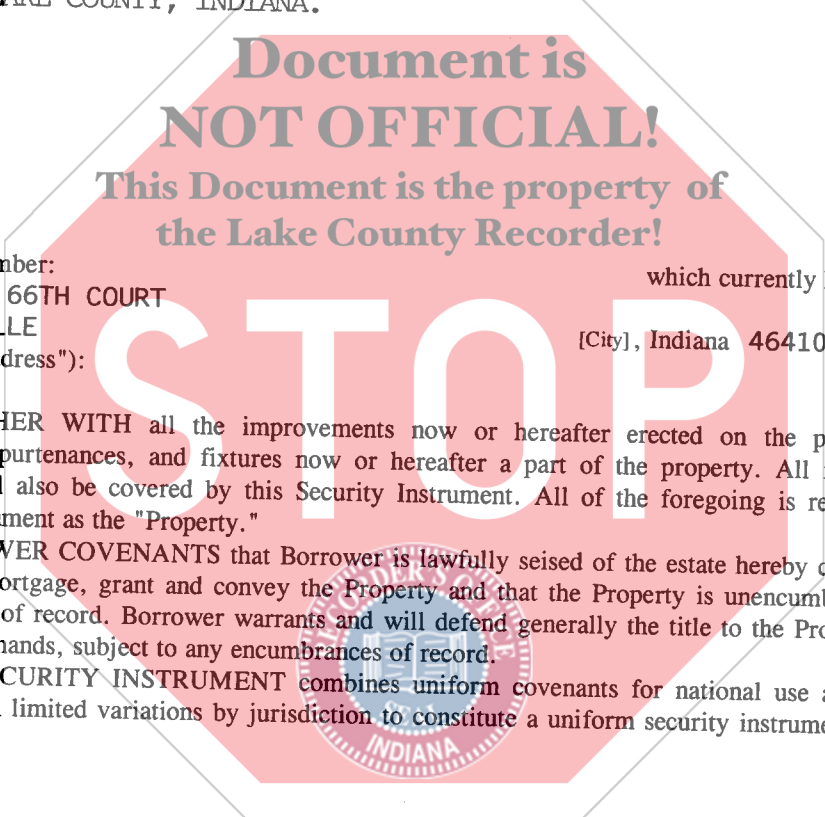 LAKE COUNTY, INDIANA.
Document is
NOT OFFICIAL!
This Document is the property of
the Lake County Recorder!
mber:
which currently
66TH COURT
LLE
[City], Indiana 46410
dress"):
STOP
HER WITH all the improvements now or hereafter erected on the p
purtenances, and fixtures now or hereafter a part of the property. All
l also be covered by this Security Instrument. All of the foregoing is re
ment as the "Property."
WER COVENANTS that Borrower is lawfully seised of the estate hereby c
ortgage, grant and convey the Property and that the Property is unencumb
of record. Borrower warrants and will defend generally the title to the Pro
nands, subject to any encumbrances of record.
CURITY INSTRUMENT combines uniform covenants for national use a
limited variations by jurisdiction to constitute a uniform security instrume
RECORDER'S OFFICE
SEAL
INDIANA